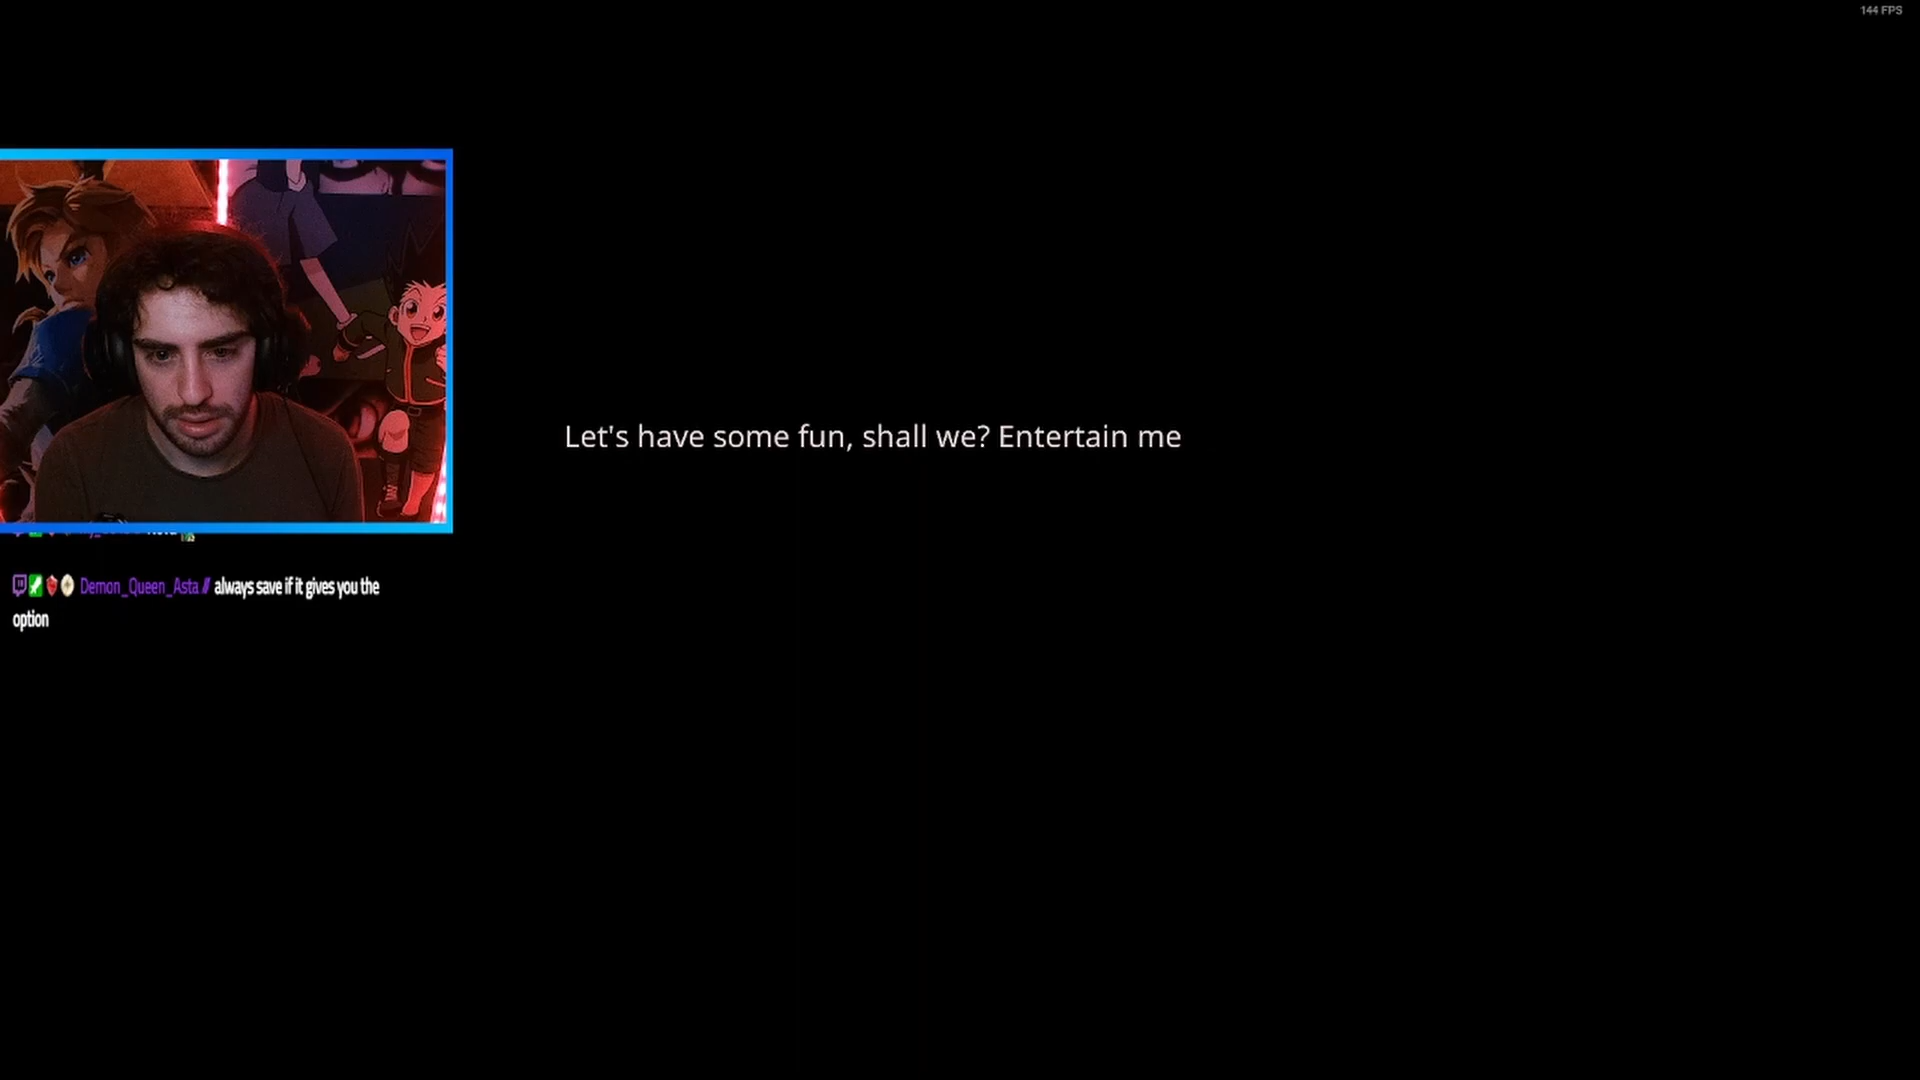 144 FPS
Let's have some fun, shall we? Entertain me
Demon_Queen_Asta // always save if it gives you the
option